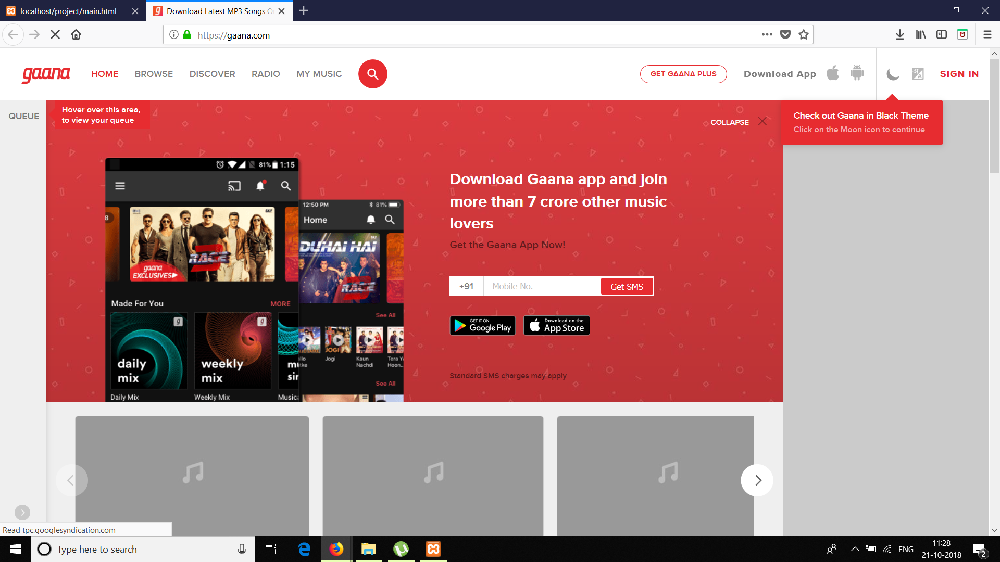 localhost/project/main.html
Download Latest MP3 Songs O
https://gaana.com
gaana
HOME
BROWSE
DISCOVER
RADIO
MY MUSIC
GET GAANA PLUS
Download App
SIGN IN
QUEUE
Hover over this area,
to view your queue
COLLAPSE
Check out Gaana in Black Theme
Click on the Moon icon to continue
81% 1:15
gaana
EXCLUSIVES
RACE
Made For You
MORE
daily
mix
weekly
mix
mu
sin
Daily Mix
Weekly Mix
Musica
12:50 PM
81%
Home
DUHAI HAI
RACE
See All
JOGI
Jogi
Kaun
Nachdi
Tera Y
Hoon..
See All
Download Gaana app and join
more than 7 crore other music
lovers
Get the Gaana App Now!
+91
Mobile No.
Get SMS
GET IT ON
Google Play
Download on the
App Store
Standard SMS charges may apply
Read tpc.googlesyndication.com
Type here to search
ENG
11:28
21-10-2018
2